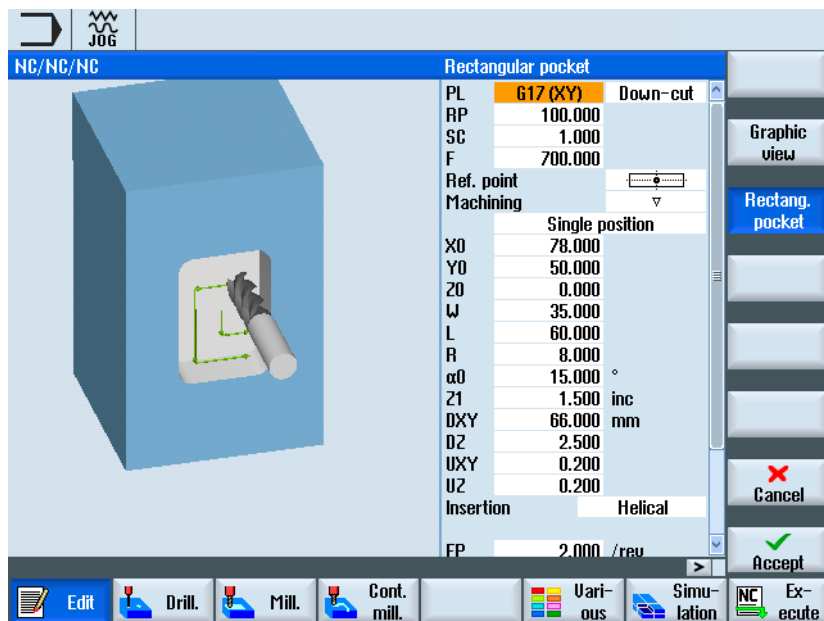 JOG
NC/NC/NC
Rectangular pocket
PL G17 (XY) Down-cut
RP 100.000
SC 1.000
F 700.000
Ref. point
Machining ▽
Single position
X0 78.000
Y0 50.000
Z0 0.000
W 35.000
L 60.000
R 8.000
α0 15.000 °
Z1 1.500 inc
DXY 66.000 mm
DZ 2.500
UXY 0.200
UZ 0.200
Insertion Helical
EP 2.000 /rev
Graphic
view
Rectang.
pocket
Cancel
Accept
>
Edit
Drill.
Mill.
Cont.
mill.
Vari-
ous
Simu-
lation
NC
Ex-
ecute